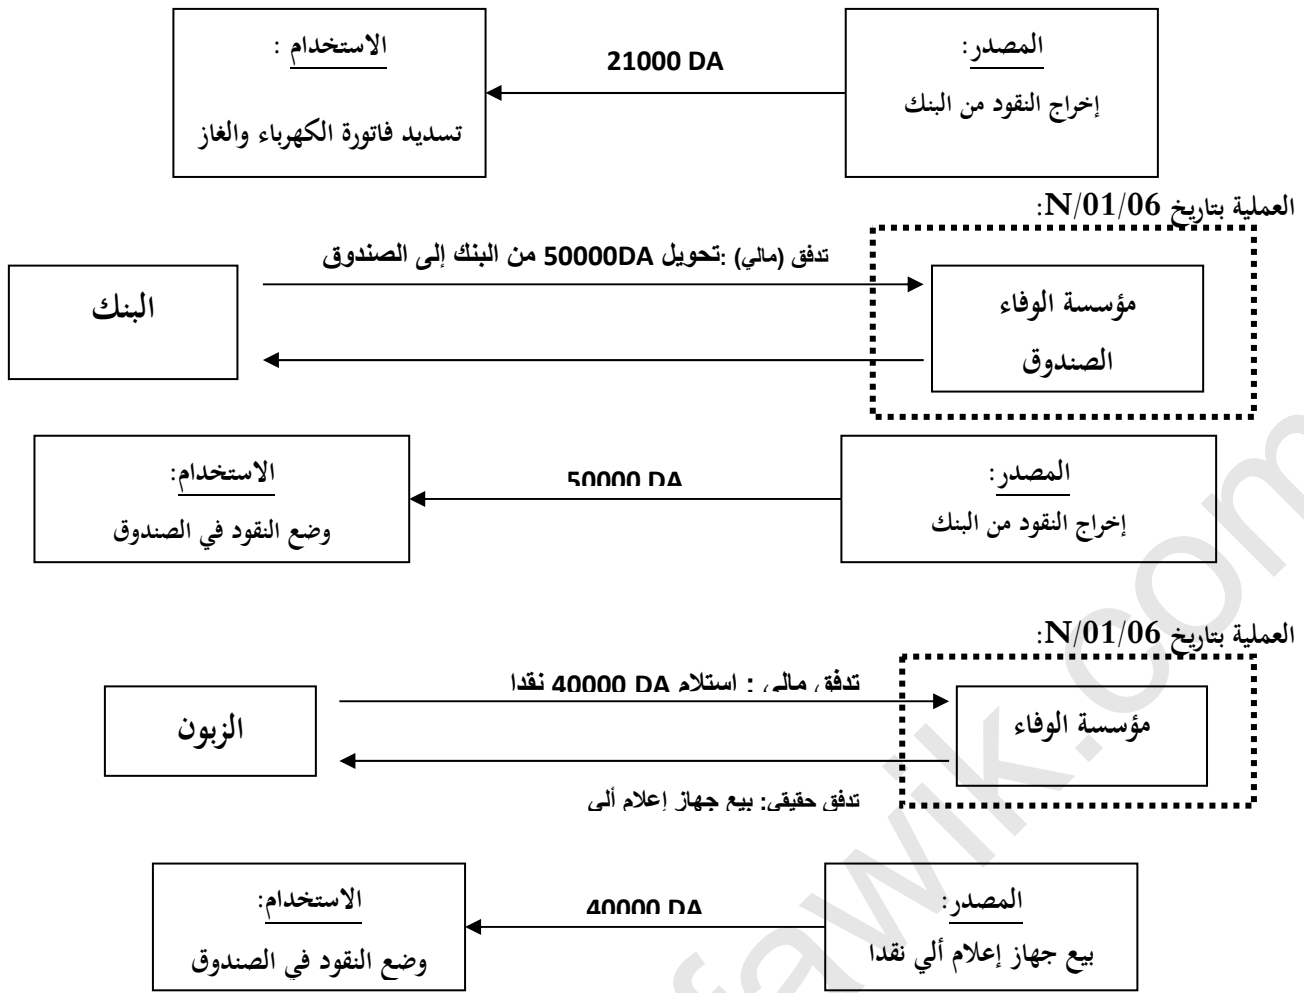 المصدر:
إخراج النقود من البنك
21000 DA
الاستخدام :
تسديد فاتورة الكهرباء والغاز
العملية بتاريخ N/01/06:
تدفق (مالي) :تحويل 50000DA من البنك إلى الصندوق
مؤسسة الوفاء
الصندوق
البنك
المصدر:
إخراج النقود من البنك
50000 DA
الاستخدام:
وضع النقود في الصندوق
العملية بتاريخ N/01/06:
تدفق مالي : استلام 40000 DA نقدا
مؤسسة الوفاء
الزبون
تدفق حقيقي: بيع جهاز إعلام ألي
المصدر:
بيع جهاز إعلام ألي نقدا
40000 DA
الاستخدام:
وضع النقود في الصندوق